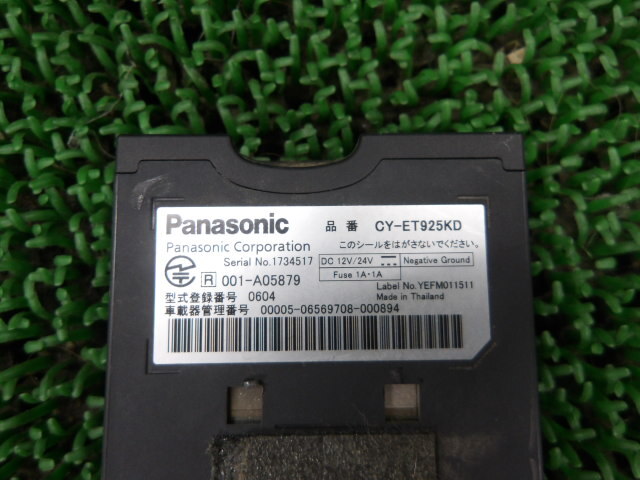 Panasonic 品番 CY-ET925KD
Panasonic Corporation このシールをはがさないでください。
Serial No.1734517 DC 12V/24V Negative Ground
Fuse 1A・1A
R 001-A05879 Label No.YEFM011511
型式登録番号 0604 Made in Thailand
車載器管理番号 00005-06569708-000894